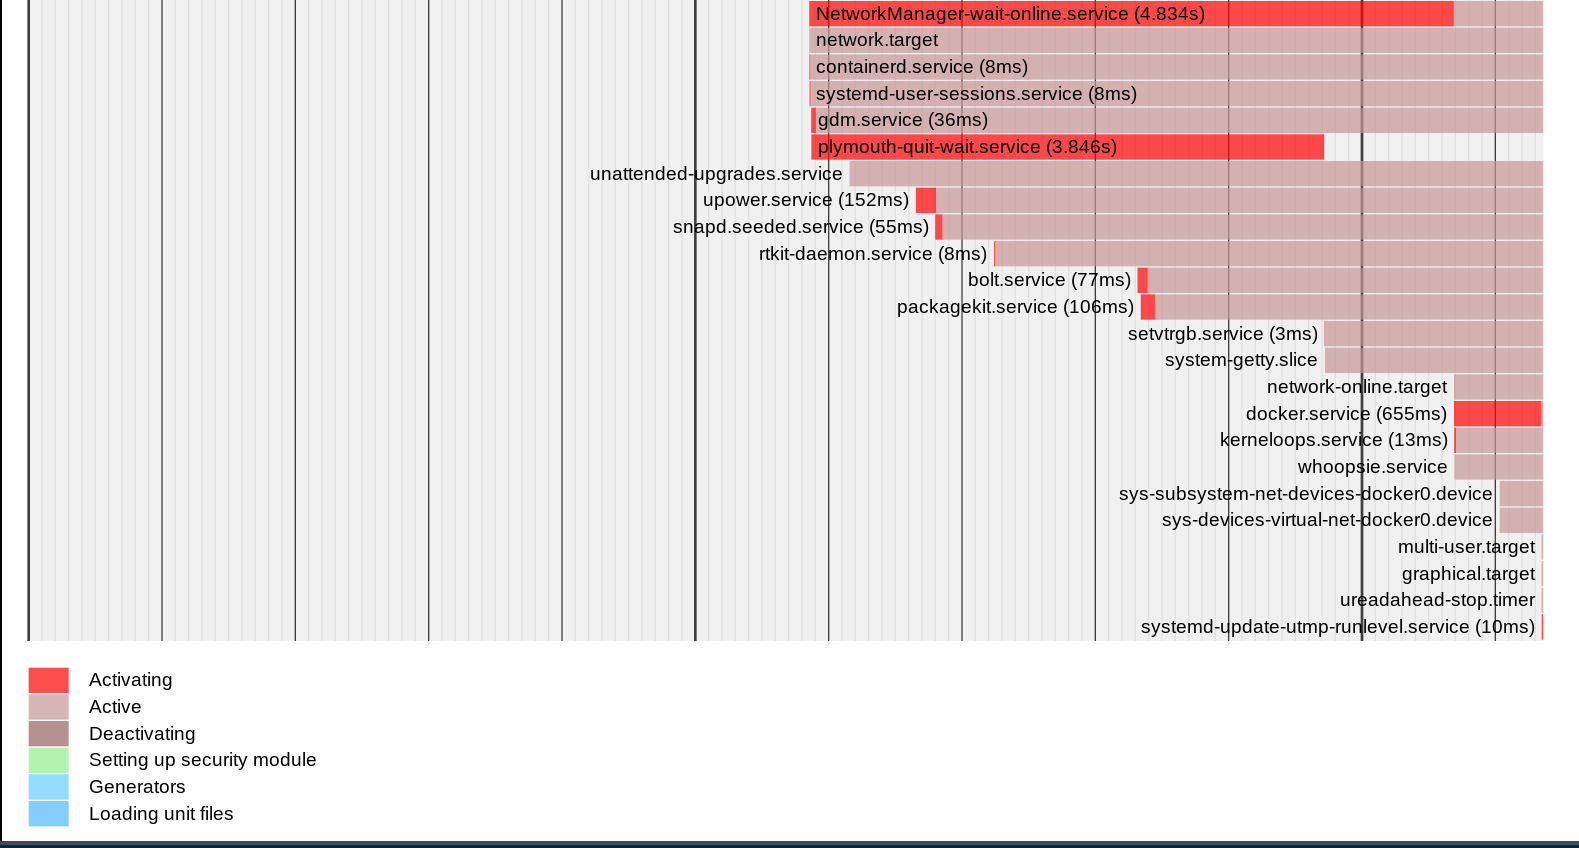 NetworkManager-wait-online.service (4.834s)
network.target
containerd.service (8ms)
systemd-user-sessions.service (8ms)
gdm.service (36ms)
plymouth-quit-wait.service (3.846s)
unattended-upgrades.service
upower.service (152ms)
snapd.seeded.service (55ms)
rtkit-daemon.service (8ms)
bolt.service (77ms)
packagekit.service (106ms)
setvtrgb.service (3ms)
system-getty.slice
network-online.target
docker.service (655ms)
kerneloops.service (13ms)
whoopsie.service
sys-subsystem-net-devices-docker0.device
sys-devices-virtual-net-docker0.device
multi-user.target
graphical.target
ureadahead-stop.timer
systemd-update-utmp-runlevel.service (10ms)
Activating
Active
Deactivating
Setting up security module
Generators
Loading unit files